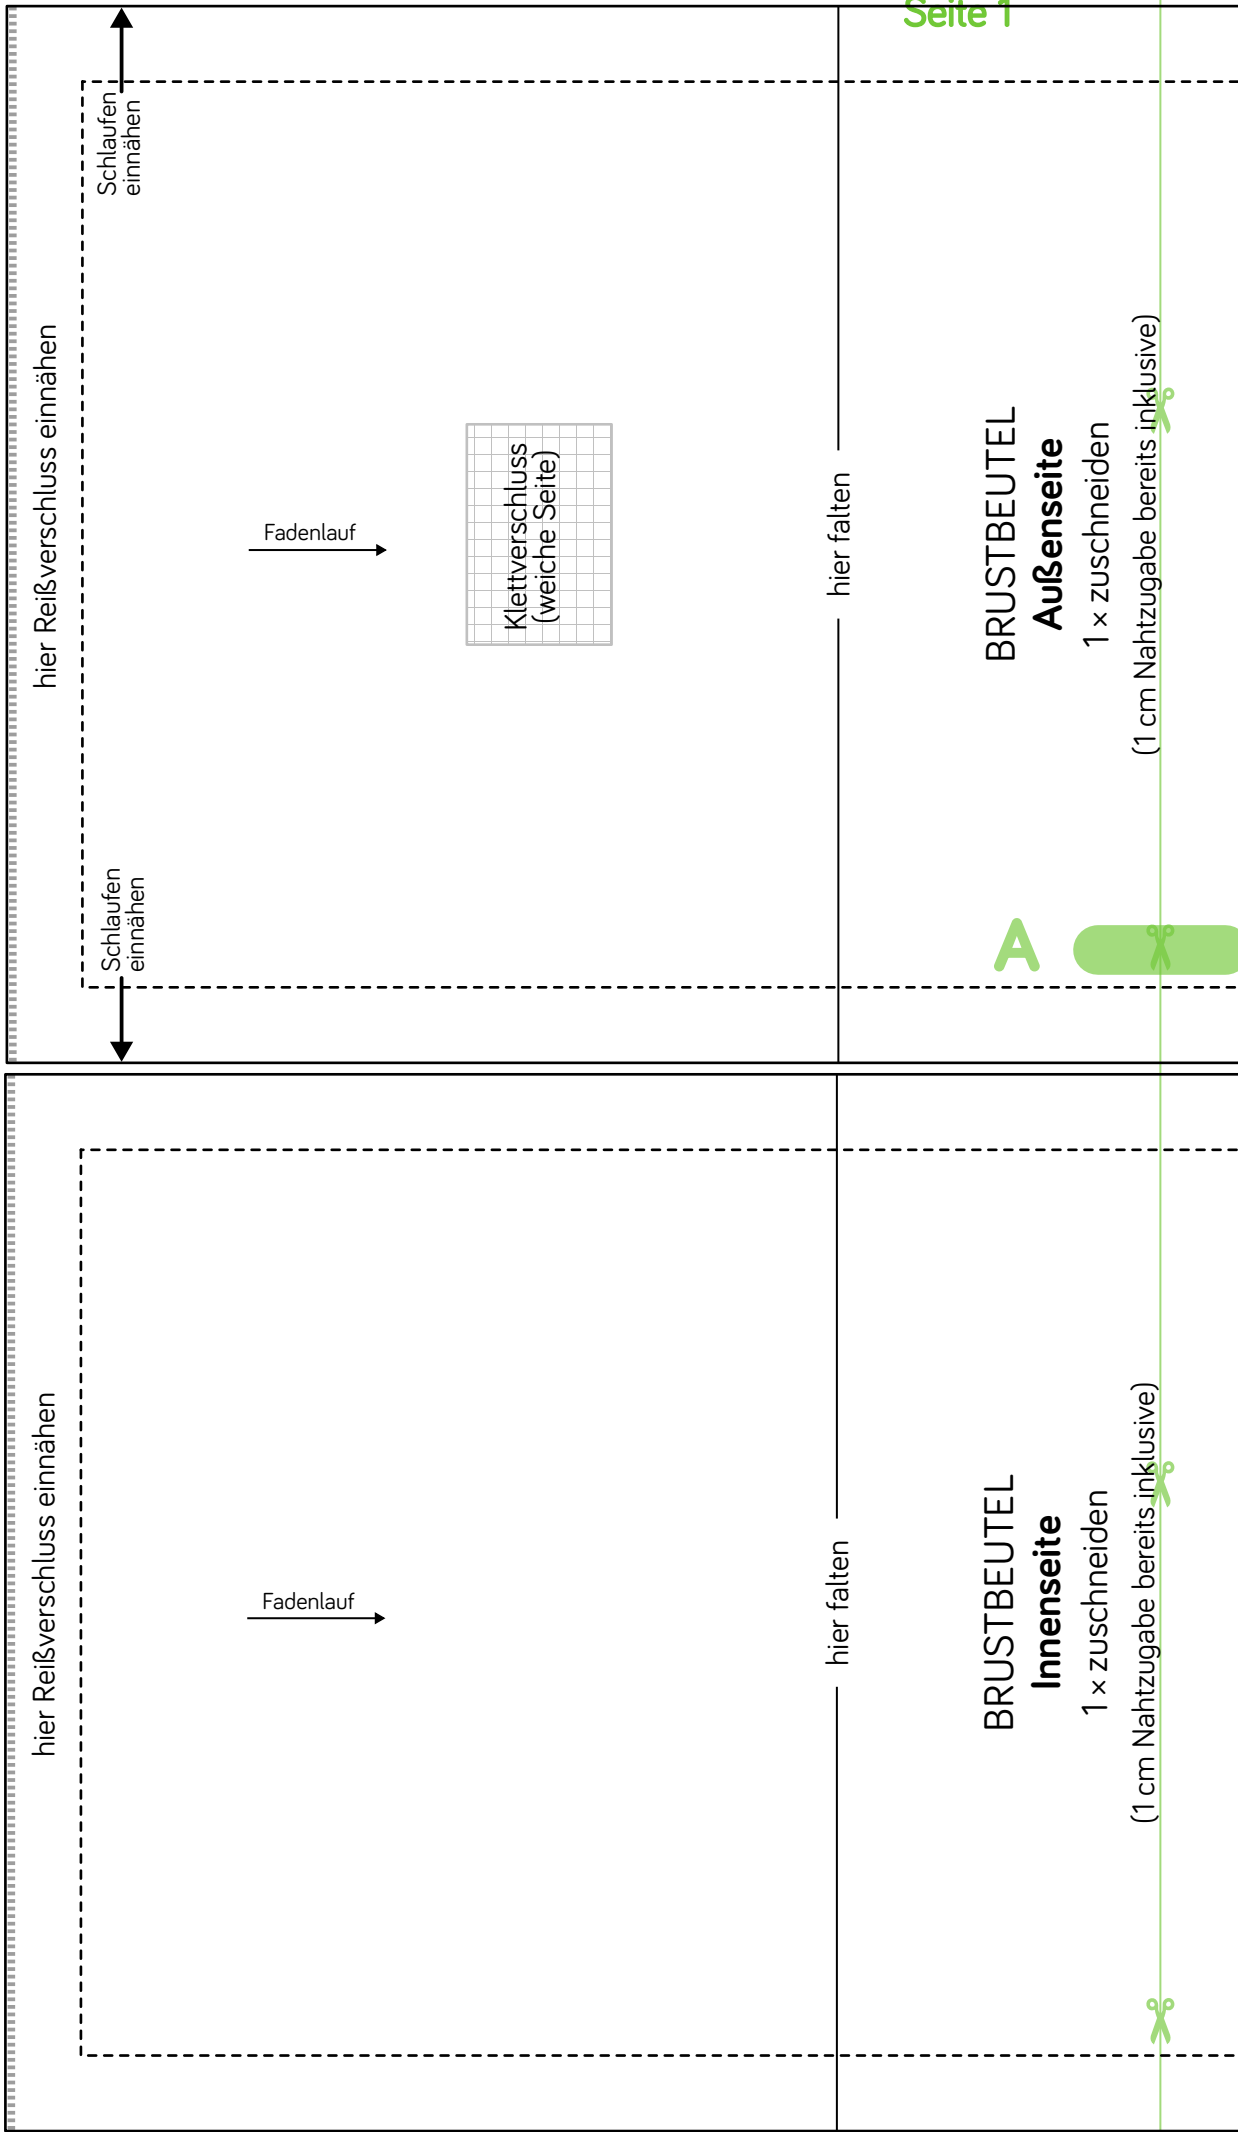 Seite 1
Schlaufen
einnähen
hier Reißverschluss einnähen
Fadenlauf
Klettverschluss
(weiche Seite)
hier falten
BRUSTBEUTEL
Außenseite
1 × zuschneiden
(1 cm Nahtzugabe bereits inklusive)
Schlaufen
einnähen
A
hier Reißverschluss einnähen
Fadenlauf
hier falten
BRUSTBEUTEL
Innenseite
1 × zuschneiden
(1 cm Nahtzugabe bereits inklusive)